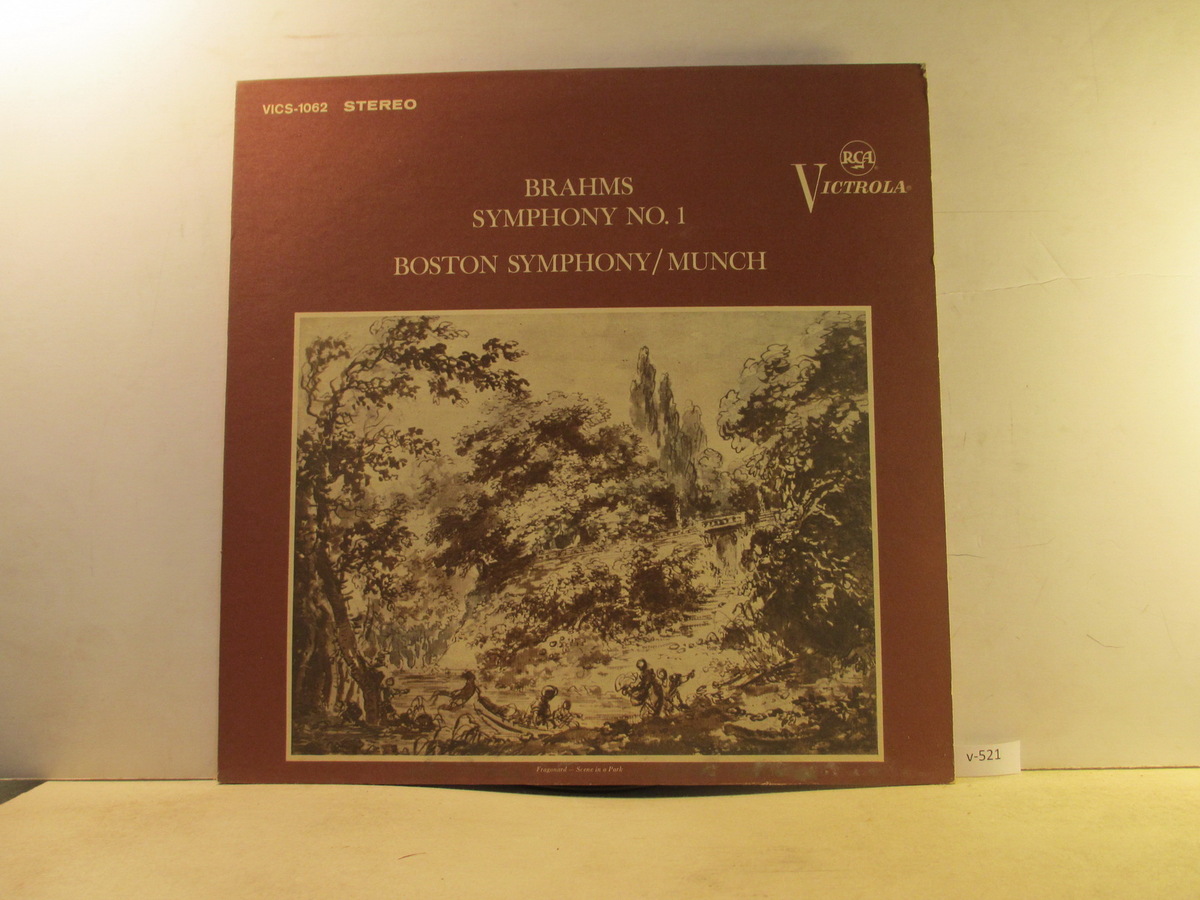 VICS-1062 STEREO
RCA
VICTROLA®
BRAHMS
SYMPHONY NO. 1
BOSTON SYMPHONY/MUNCH
Fragonard — Scene in a Park
v-521